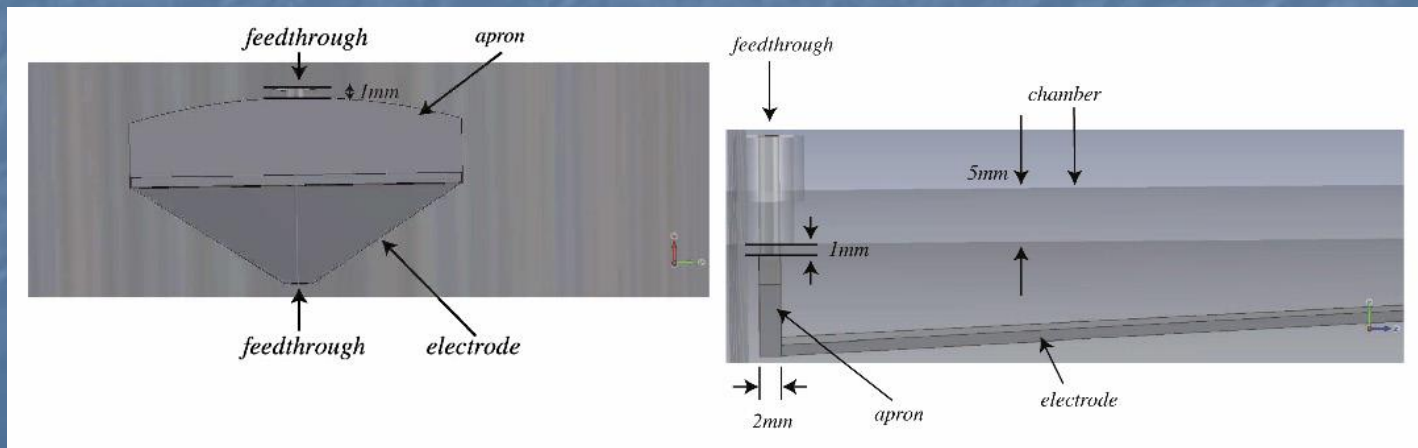 feedthrough
apron
1mm
feedthrough
electrode
feedthrough
chamber
5mm
1mm
2mm
apron
electrode